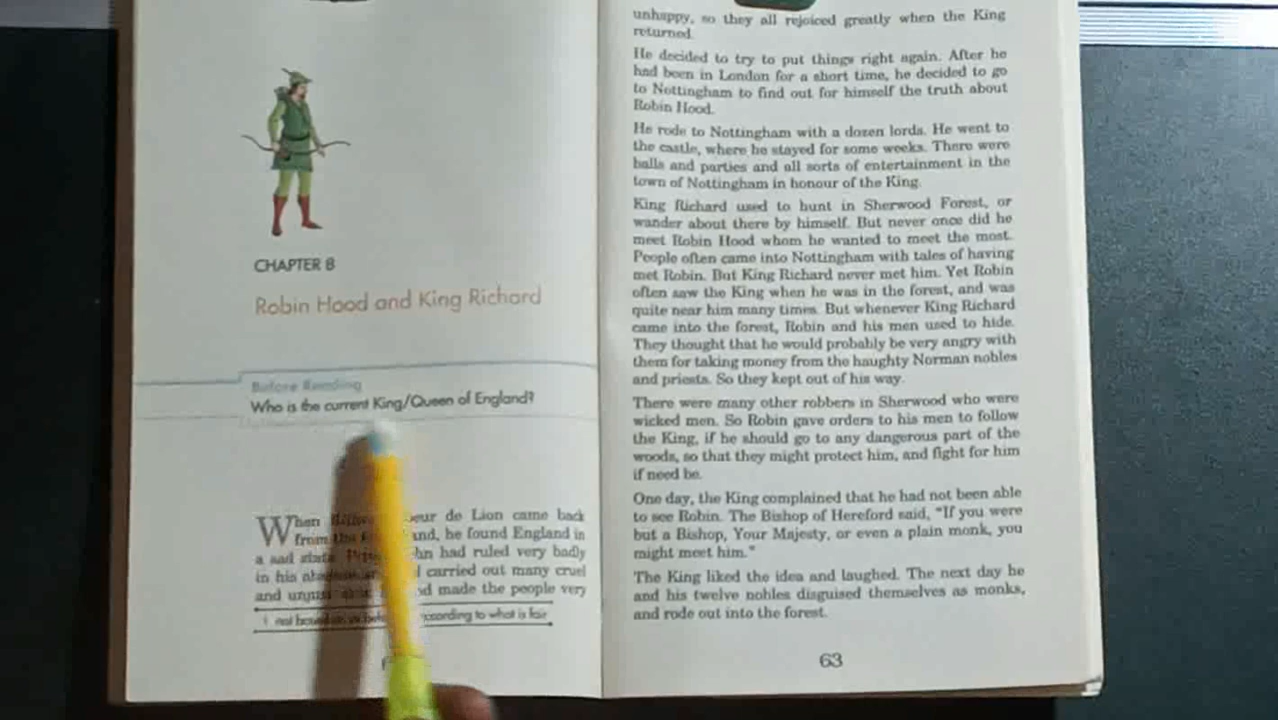 CHAPTER 8
Robin Hood and King Richard
Before Reading
Who is the current King/Queen of England?
When eur de Lion came back
from the nd, he found England in
a sad state. hn had ruled very badly
in his carried out many cruel
and made the people very
1 not based on or ccording to what is fair
unhappy, so they all rejoiced greatly when the King
returned.
He decided to try to put things right again. After he
had been in London for a short time, he decided to go
to Nottingham to find out for himself the truth about
Robin Hood.
He rode to Nottingham with a dozen lords. He went to
the castle, where he stayed for some weeks. There were
balls and parties and all sorts of entertainment in the
town of Nottingham in honour of the King.
King Richard used to hunt in Sherwood Forest, or
wander about there by himself. But never once did he
meet Robin Hood whom he wanted to meet the most.
People often came into Nottingham with tales of having
met Robin. But King Richard never met him. Yet Robin
often saw the King when he was in the forest, and was
quite near him many times. But whenever King Richard
came into the forest, Robin and his men used to hide.
They thought that he would probably be very angry with
them for taking money from the haughty Norman nobles
and priests. So they kept out of his way.
There were many other robbers in Sherwood who were
wicked men. So Robin gave orders to his men to follow
the King, if he should go to any dangerous part of the
woods, so that they might protect him, and fight for him
if need be.
One day, the King complained that he had not been able
to see Robin. The Bishop of Hereford said, "If you were
but a Bishop, Your Majesty, or even a plain monk, you
might meet him."
The King liked the idea and laughed. The next day he
and his twelve nobles disguised themselves as monks,
and rode out into the forest.
63